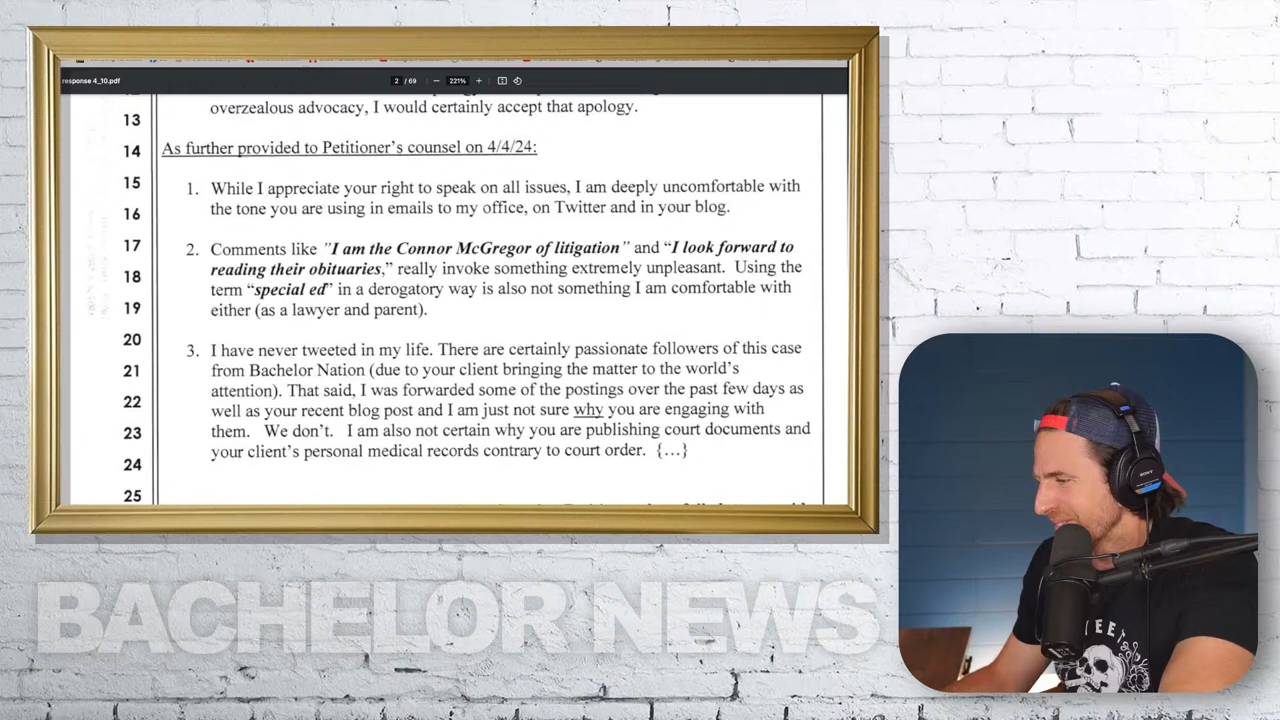 response 4_10.pdf
2 / 69
221%
overzealous advocacy, I would certainly accept that apology.
13
14 As further provided to Petitioner's counsel on 4/4/24:
15 1. While I appreciate your right to speak on all issues, I am deeply uncomfortable with
16 the tone you are using in emails to my office, on Twitter and in your blog.
17 2. Comments like "I am the Connor McGregor of litigation" and “I look forward to
18 reading their obituaries,” really invoke something extremely unpleasant. Using the
term “special ed” in a derogatory way is also not something I am comfortable with
19 either (as a lawyer and parent).
20 3. I have never tweeted in my life. There are certainly passionate followers of this case
21 from Bachelor Nation (due to your client bringing the matter to the world's
22 attention). That said, I was forwarded some of the postings over the past few days as
well as your recent blog post and I am just not sure why you are engaging with
23 them. We don't. I am also not certain why you are publishing court documents and
24 your client's personal medical records contrary to court order. {…}
25
BACHELOR NEWS
SONY